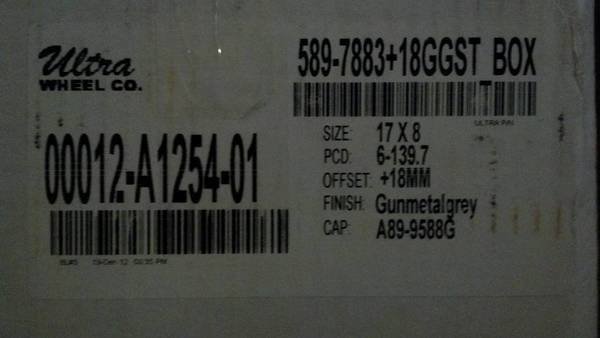 Ultra
WHEEL CO.
589-7883+18GGST BOX
ULTRA P/N
00012-A1254-01
SIZE: 17 X 8
PCD: 6-139.7
OFFSET: +18MM
FINISH: Gunmetalgrey
CAP: A89-9588G